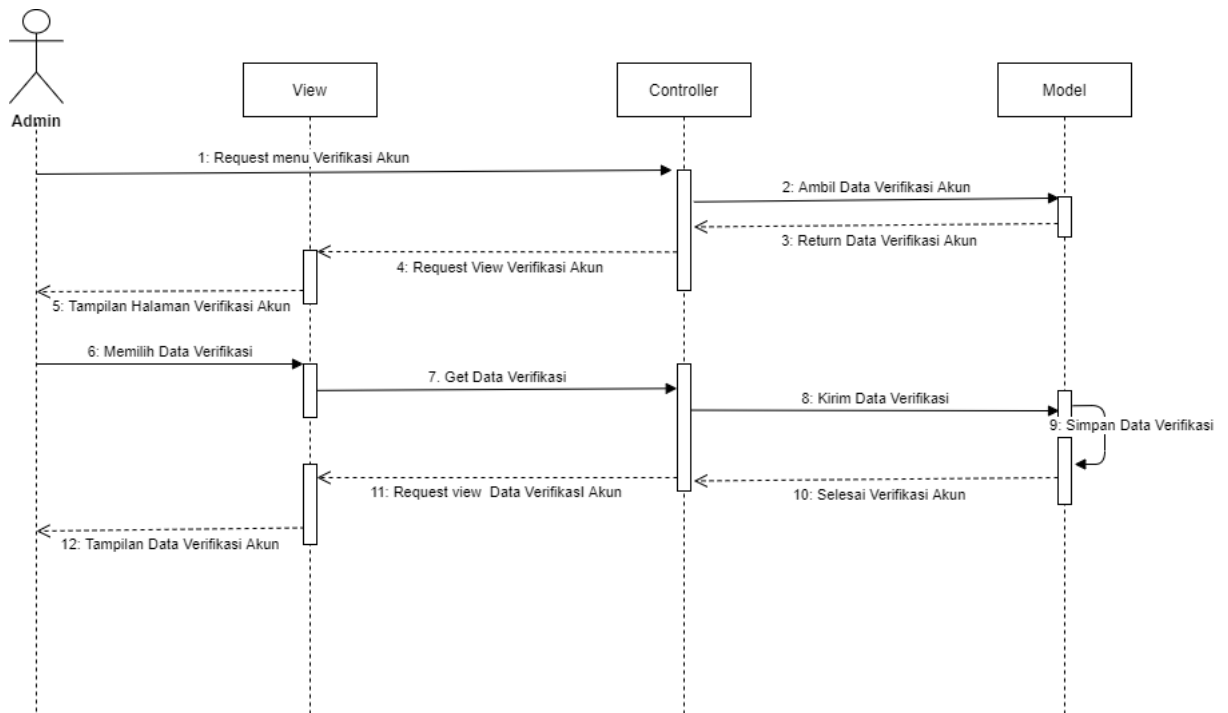 Admin
View
Controller
Model
1: Request menu Verifikasi Akun
2: Ambil Data Verifikasi Akun
3: Return Data Verifikasi Akun
4: Request View Verifikasi Akun
5: Tampilan Halaman Verifikasi Akun
6: Memilih Data Verifikasi
7. Get Data Verifikasi
8: Kirim Data Verifikasi
9: Simpan Data Verifikasi
10: Selesai Verifikasi Akun
11: Request view Data VerifikasI Akun
12: Tampilan Data Verifikasi Akun